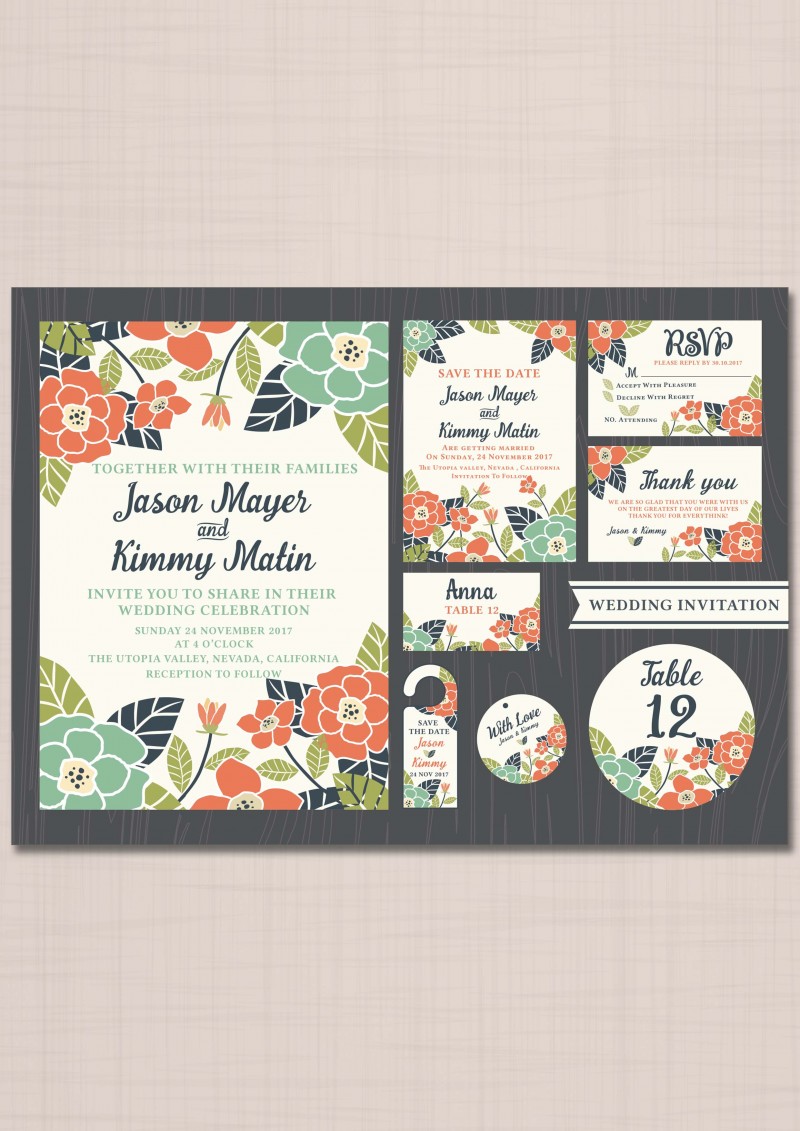 TOGETHER WITH THEIR FAMILIES
Jason Mayer
and
Kimmy Matin
INVITE YOU TO SHARE IN THEIR
WEDDING CELEBRATION
SUNDAY 24 NOVEMBER 2017
AT 4 O'CLOCK
THE UTOPIA VALLEY, NEVADA, CALIFORNIA
RECEPTION TO FOLLOW
SAVE THE DATE
Jason Mayer
and
Kimmy Matin
ARE GETTING MARRIED
ON SUNDAY, 24 NOVEMBER 2017
THE UTOPIA VALLEY, NEVADA , CALIFORNIA
INVITATION TO FOLLOW
RSVP
PLEASE REPLY BY 30.10.2017
M
ACCEPT WITH PLEASURE
DECLINE WITH REGRET
NO. ATTENDING
Thank you
WE ARE SO GLAD THAT YOU WERE WITH US
ON THE GREATEST DAY OF OUR LIVES
THANK YOU FOR EVERYTHING!
Jason & Kimmy
Anna
TABLE 12
WEDDING INVITATION
SAVE
THE DATE
Jason
Kimmy
24 NOV 2017
With Love
Jason & Kimmy
Table
12